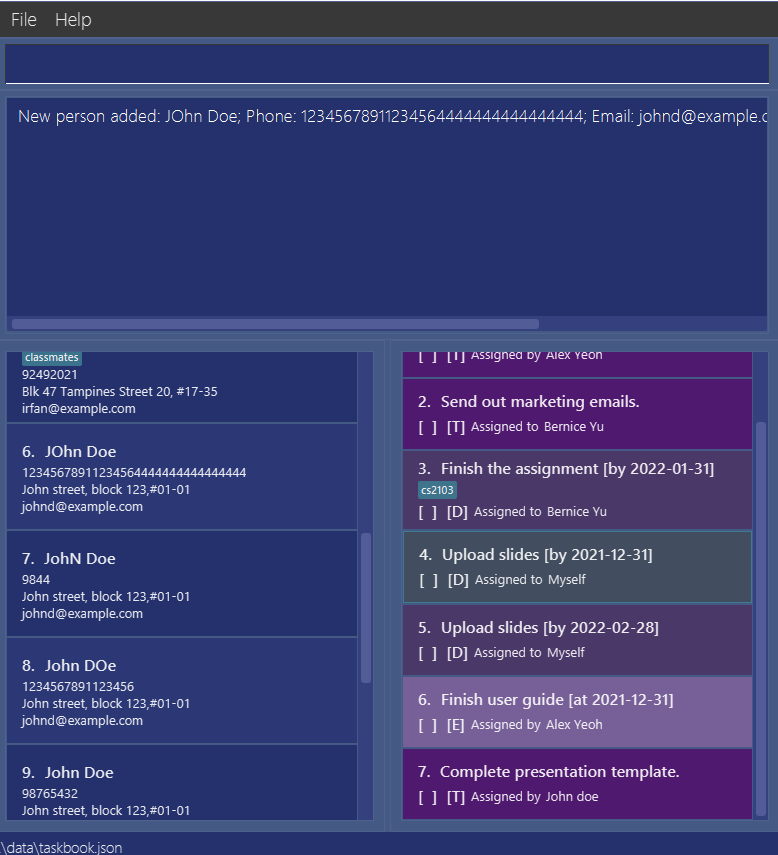 File Help
New person added: JOhn Doe; Phone: 12345678911234564444444444444444; Email: johnd@example.c
classmates
92492021
Blk 47 Tampines Street 20, #17-35
irfan@example.com
6. JOhn Doe
12345678911234564444444444444444
John street, block 123,#01-01
johnd@example.com
7. JohN Doe
9844
John street, block 123,#01-01
johnd@example.com
8. John DOe
1234567891123456
John street, block 123,#01-01
johnd@example.com
9. John Doe
98765432
John street, block 123,#01-01
[ ] [T] Assigned by Alex Yeoh
2. Send out marketing emails.
[ ] [T] Assigned to Bernice Yu
3. Finish the assignment [by 2022-01-31]
cs2103
[ ] [D] Assigned to Bernice Yu
4. Upload slides [by 2021-12-31]
[ ] [D] Assigned to Myself
5. Upload slides [by 2022-02-28]
[ ] [D] Assigned to Myself
6. Finish user guide [at 2021-12-31]
[ ] [E] Assigned by Alex Yeoh
7. Complete presentation template.
[ ] [T] Assigned by John doe
.\data\taskbook.json